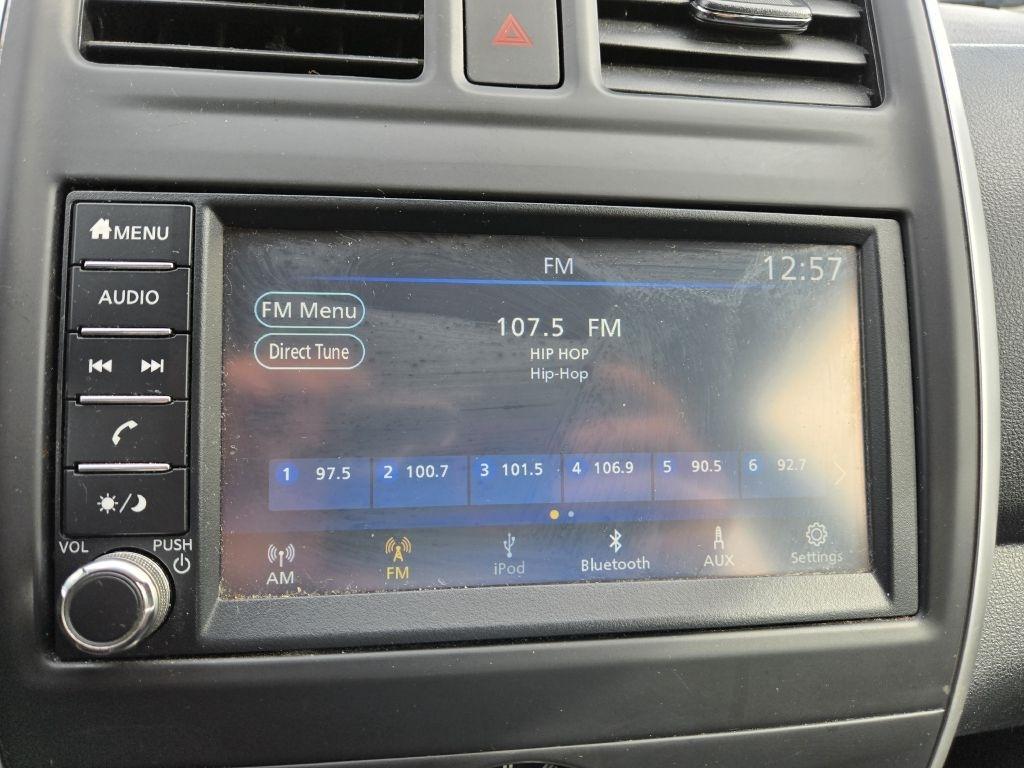 MENU
AUDIO
VOL
PUSH
FM
12:57
FM Menu
Direct Tune
107.5 FM
HIP HOP
Hip-Hop
1 97.5
2 100.7
3 101.5
4 106.9
5 90.5
6 92.7
AM
FM
iPod
Bluetooth
AUX
Settings